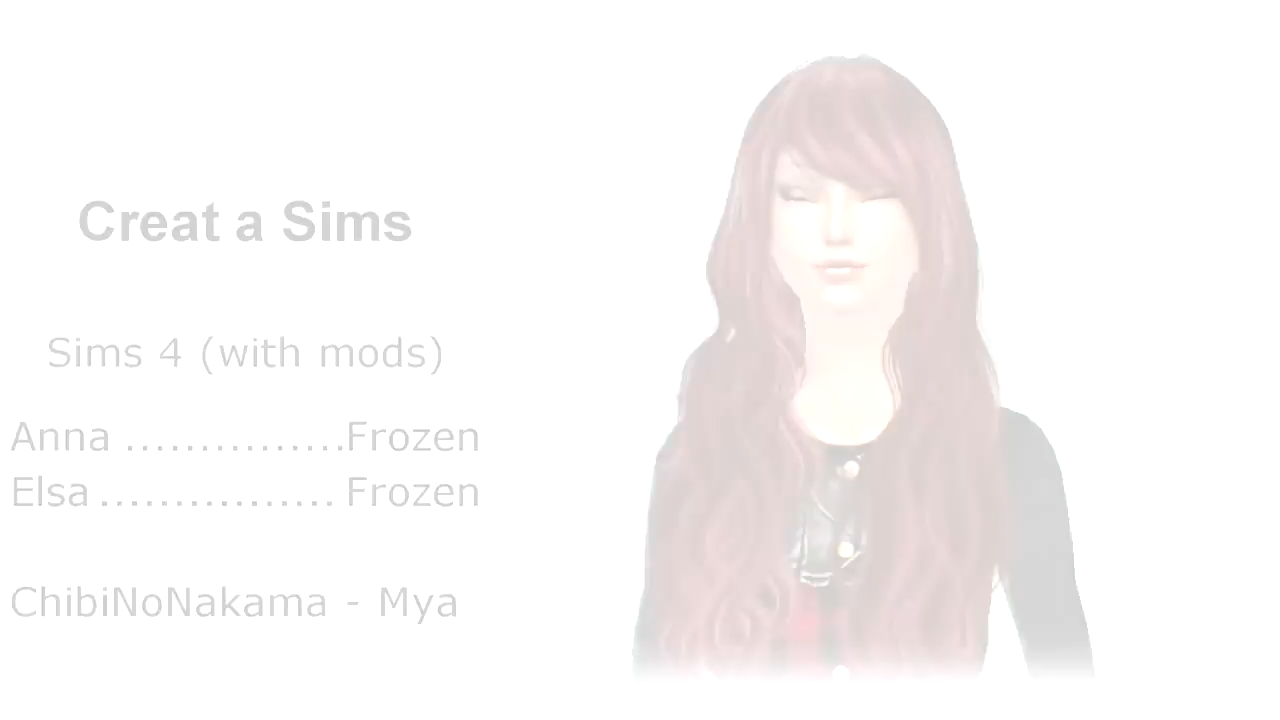 Creat a Sims
Sims 4 (with mods)
Anna ...............Frozen
Elsa ................ Frozen
ChibiNoNakama - Mya